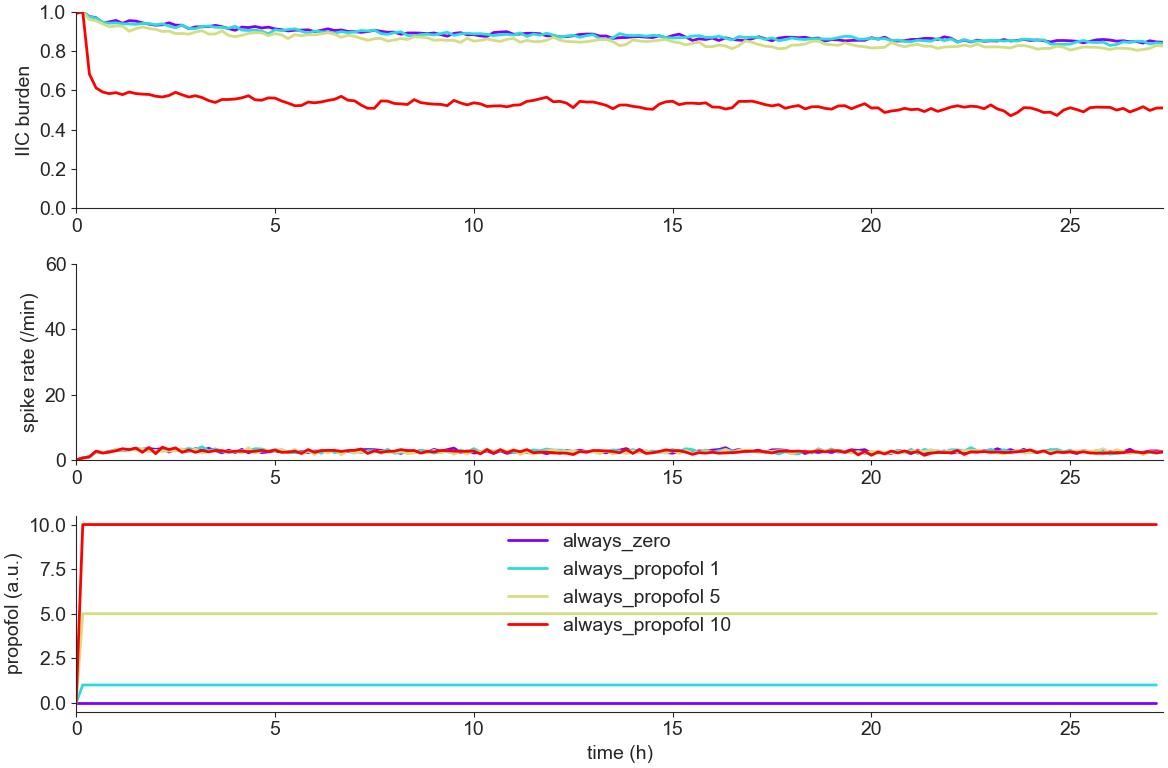 1.0
0.8
0.6
0.4
0.2
0.0
IIC burden
0 5 10 15 20 25
60
40
20
0
spike rate (/min)
0 5 10 15 20 25
10.0
7.5
5.0
2.5
0.0
propofol (a.u.)
always_zero
always_propofol 1
always_propofol 5
always_propofol 10
0 5 10 15 20 25
time (h)